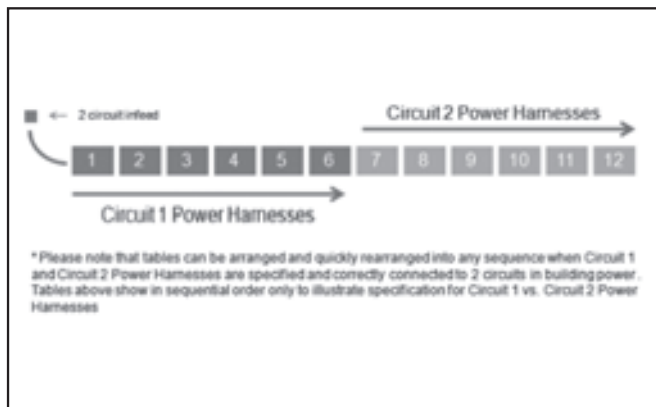 ← 2 circuit infeed
Circuit 2 Power Harnesses
1 2 3 4 5 6 7 8 9 10 11 12
Circuit 1 Power Harnesses
* Please note that tables can be arranged and quickly rearranged into any sequence when Circuit 1
and Circuit 2 Power Harnesses are specified and correctly connected to 2 circuits in building power.
Tables above show in sequential order only to illustrate specification for Circuit 1 vs. Circuit 2 Power
Harnesses